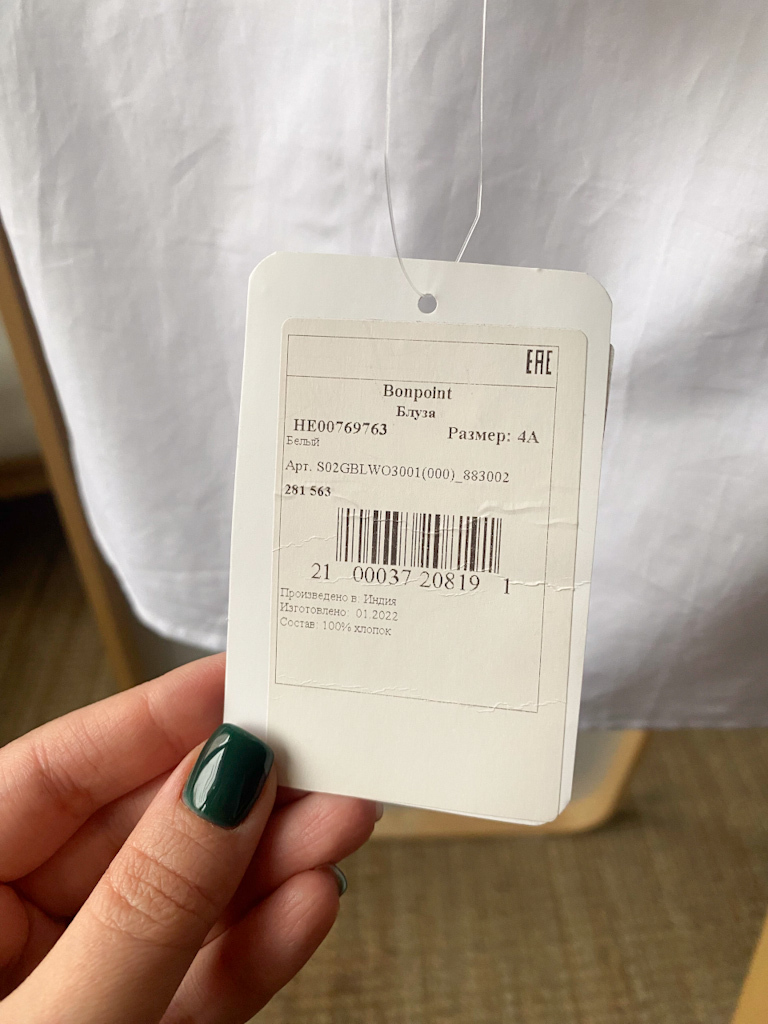 EAC
Bonpoint
Блуза
HE00769763 Размер: 4A
Белый
Арт. S02GBLWO3001(000)_883002
281 563
21 00037 20819 1
Произведено в: Индия
Изготовлено: 01.2022
Состав: 100% хлопок